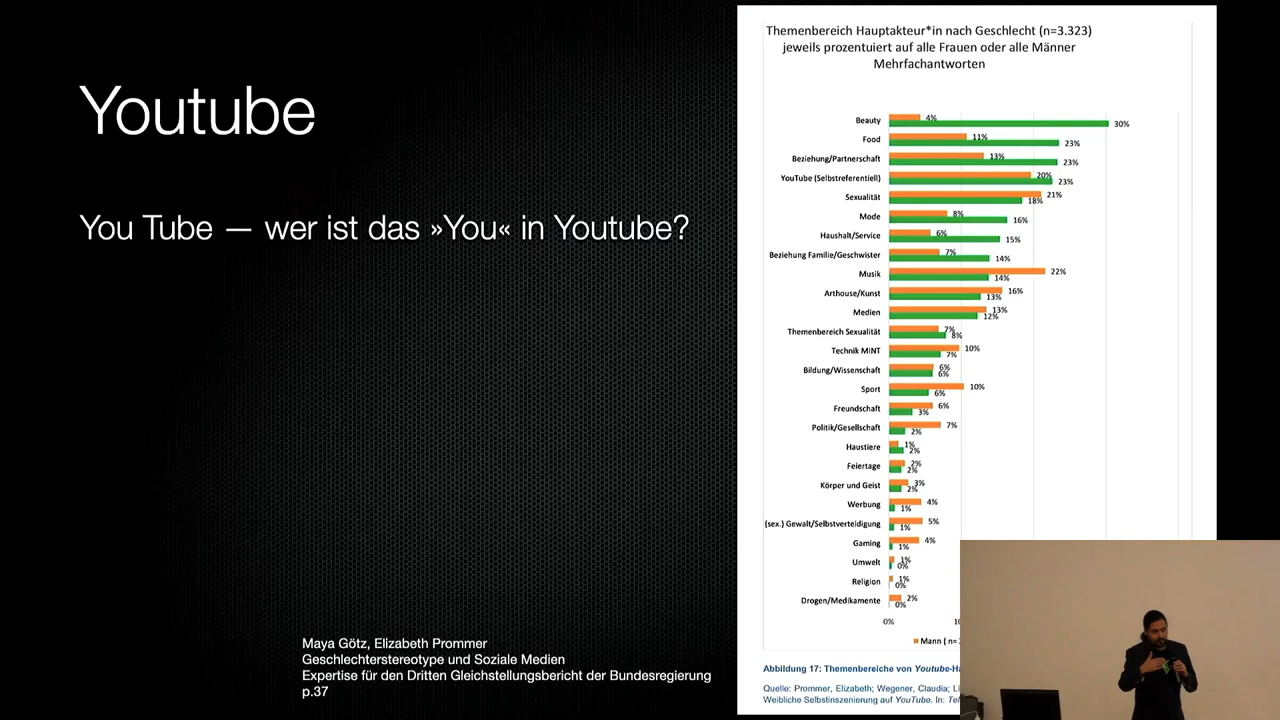 Youtube
You Tube — wer ist das »You« in Youtube?
Maya Götz, Elizabeth Prommer
Geschlechterstereotype und Soziale Medien
Expertise für den Dritten Gleichstellungsbericht der Bundesregierung
p.37
Themenbereich Hauptakteur*in nach Geschlecht (n=3.323)
jeweils prozentuiert auf alle Frauen oder alle Männer
Mehrfachantworten
Beauty 4% 30%
Food 11% 23%
Beziehung/Partnerschaft 13% 23%
YouTube (Selbstreferentiell) 20% 23%
Sexualität 21% 18%
Mode 8% 16%
Haushalt/Service 6% 15%
Beziehung Familie/Geschwister 7% 14%
Musik 22% 14%
Arthouse/Kunst 16% 13%
Medien 13% 12%
Themenbereich Sexualität 7% 8%
Technik MINT 10% 7%
Bildung/Wissenschaft 6% 6%
Sport 10% 6%
Freundschaft 6% 3%
Politik/Gesellschaft 7% 2%
Haustiere 1% 2%
Feiertage 2% 2%
Körper und Geist 3% 2%
Werbung 4% 1%
(sex.) Gewalt/Selbstverteidigung 5% 1%
Gaming 4% 1%
Umwelt 1% 0%
Religion 1% 0%
Drogen/Medikamente 2% 0%
0%
Mann ( n=
Abbildung 17: Themenbereiche von Youtube-
Quelle: Prommer, Elizabeth; Wegener, Claudia;
Weibliche Selbstinszenierung auf YouTube. In: